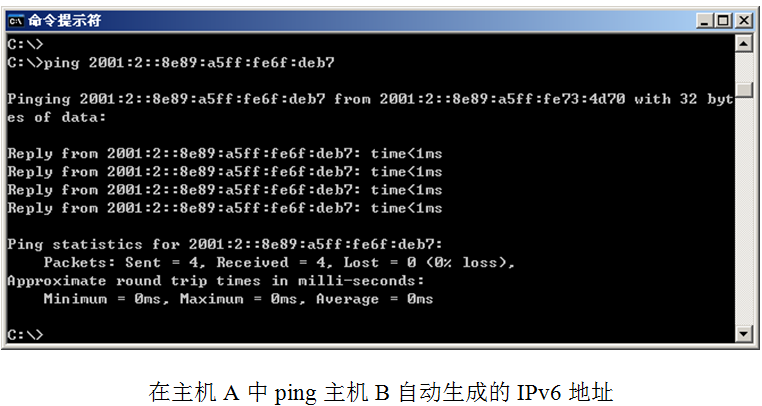 命令提示符
C:\>
C:\>ping 2001:2::8e89:a5ff:fe6f:deb7
Pinging 2001:2::8e89:a5ff:fe6f:deb7 from 2001:2::8e89:a5ff:fe73:4d70 with 32 byt
es of data:
Reply from 2001:2::8e89:a5ff:fe6f:deb7: time<1ms
Reply from 2001:2::8e89:a5ff:fe6f:deb7: time<1ms
Reply from 2001:2::8e89:a5ff:fe6f:deb7: time<1ms
Reply from 2001:2::8e89:a5ff:fe6f:deb7: time<1ms
Ping statistics for 2001:2::8e89:a5ff:fe6f:deb7:
    Packets: Sent = 4, Received = 4, Lost = 0 (0% loss),
Approximate round trip times in milli-seconds:
    Minimum = 0ms, Maximum = 0ms, Average = 0ms
C:\>
在主机 A 中 ping 主机 B 自动生成的 IPv6 地址